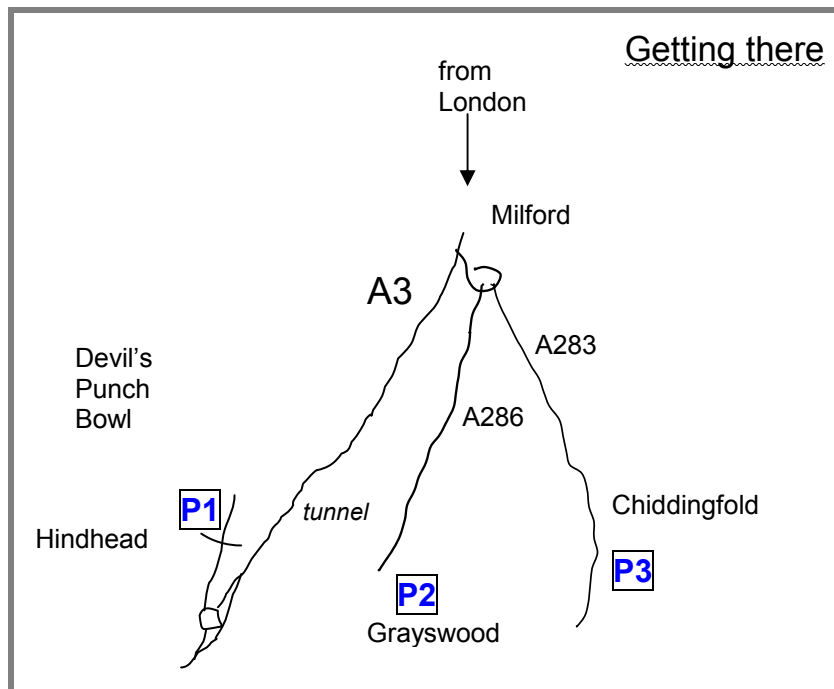 Getting there
from
London
Milford
A3
A283
Devil's
Punch
Bowl
A286
P1
tunnel
Chiddingfold
Hindhead
P2
P3
Grayswood